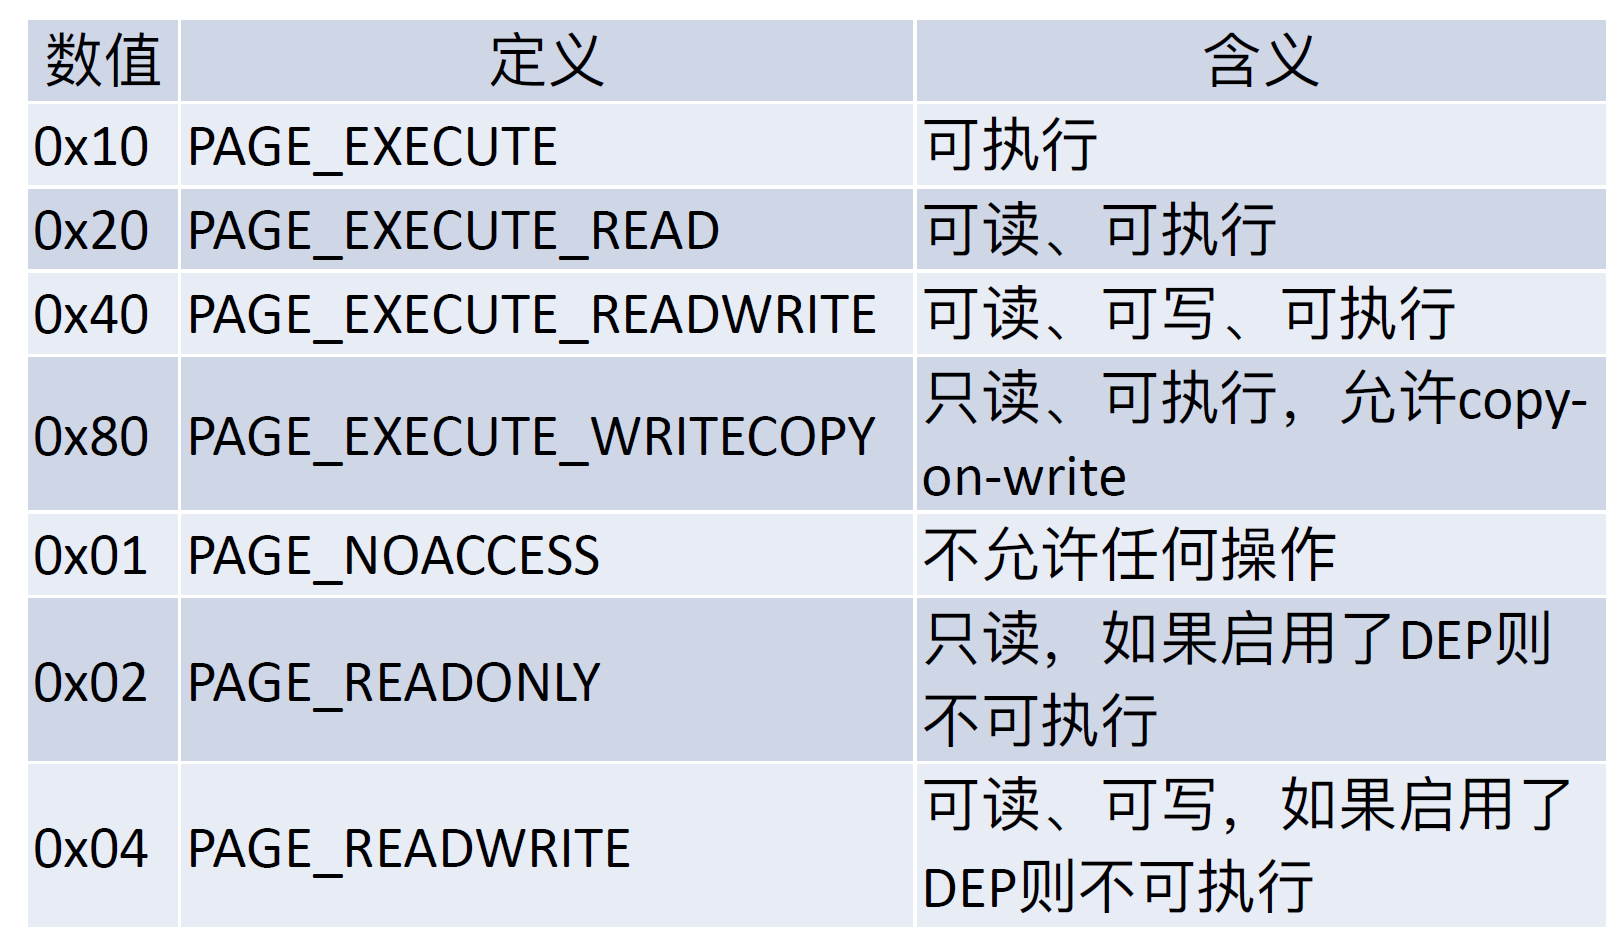 数值 定义 含义
0x10 PAGE_EXECUTE 可执行
0x20 PAGE_EXECUTE_READ 可读、可执行
0x40 PAGE_EXECUTE_READWRITE 可读、可写、可执行
0x80 PAGE_EXECUTE_WRITECOPY 只读、可执行，允许copy-
on-write
0x01 PAGE_NOACCESS 不允许任何操作
0x02 PAGE_READONLY 只读，如果启用了DEP则
不可执行
0x04 PAGE_READWRITE 可读、可写，如果启用了
DEP则不可执行